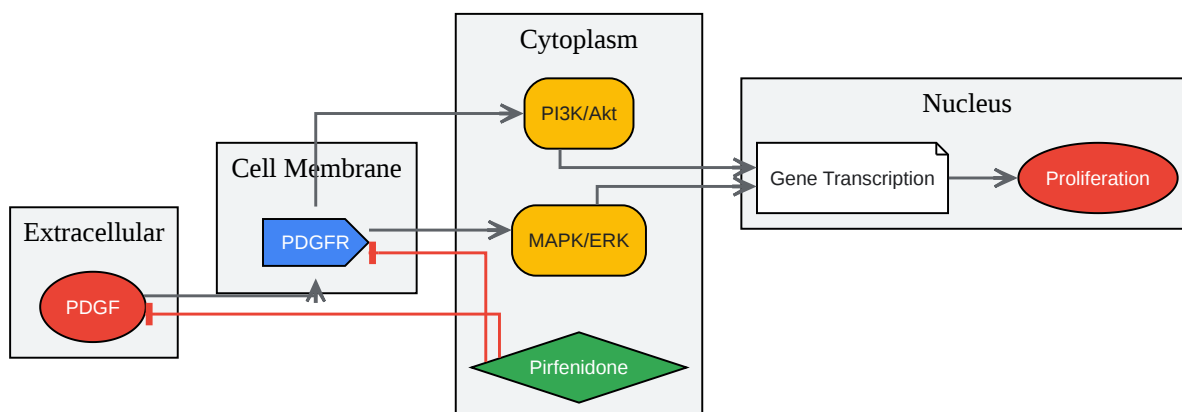 Extracellular
PDGF
Cell Membrane
PDGFR
Cytoplasm
PI3K/Akt
MAPK/ERK
Pirfenidone
Nucleus
Gene Transcription
Proliferation